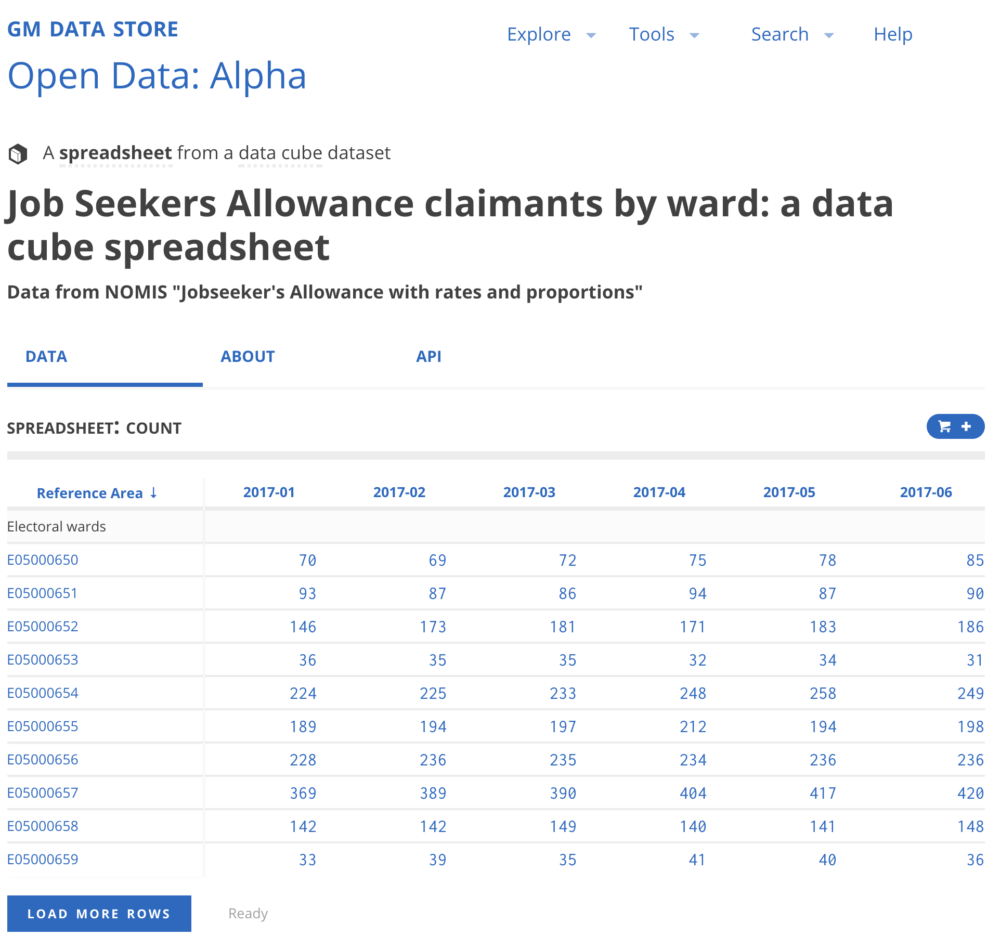 GM DATA STORE
Explore Tools Search Help
Open Data: Alpha
A spreadsheet from a data cube dataset
Job Seekers Allowance claimants by ward: a data
cube spreadsheet
Data from NOMIS "Jobseeker's Allowance with rates and proportions"
DATA ABOUT API
SPREADSHEET: COUNT
Reference Area ↓ 2017-01 2017-02 2017-03 2017-04 2017-05 2017-06
Electoral wards
E05000650 70 69 72 75 78 85
E05000651 93 87 86 94 87 90
E05000652 146 173 181 171 183 186
E05000653 36 35 35 32 34 31
E05000654 224 225 233 248 258 249
E05000655 189 194 197 212 194 198
E05000656 228 236 235 234 236 236
E05000657 369 389 390 404 417 420
E05000658 142 142 149 140 141 148
E05000659 33 39 35 41 40 36
LOAD MORE ROWS Ready